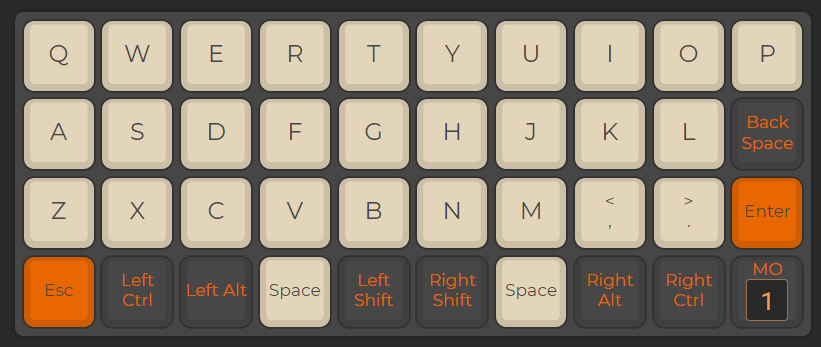 Q W E R T Y U I O P
A S D F G H J K L Back Space
Z X C V B N M < , > . Enter
Esc Left Ctrl Left Alt Space Left Shift Right Shift Space Right Alt Right Ctrl MO 1